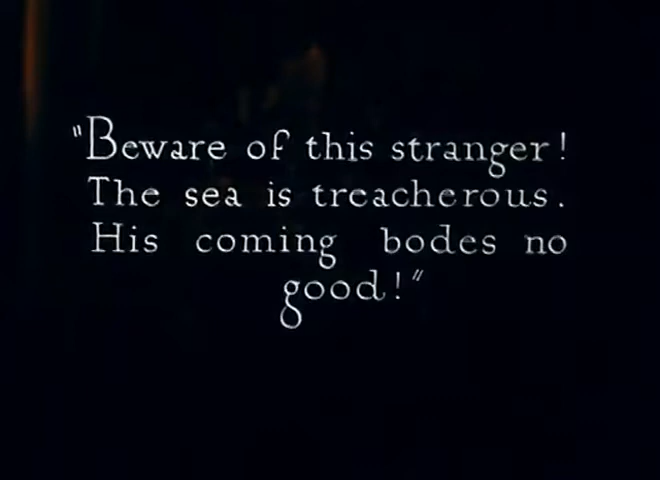 "Beware of this stranger!
The sea is treacherous.
His coming bodes no
good!"